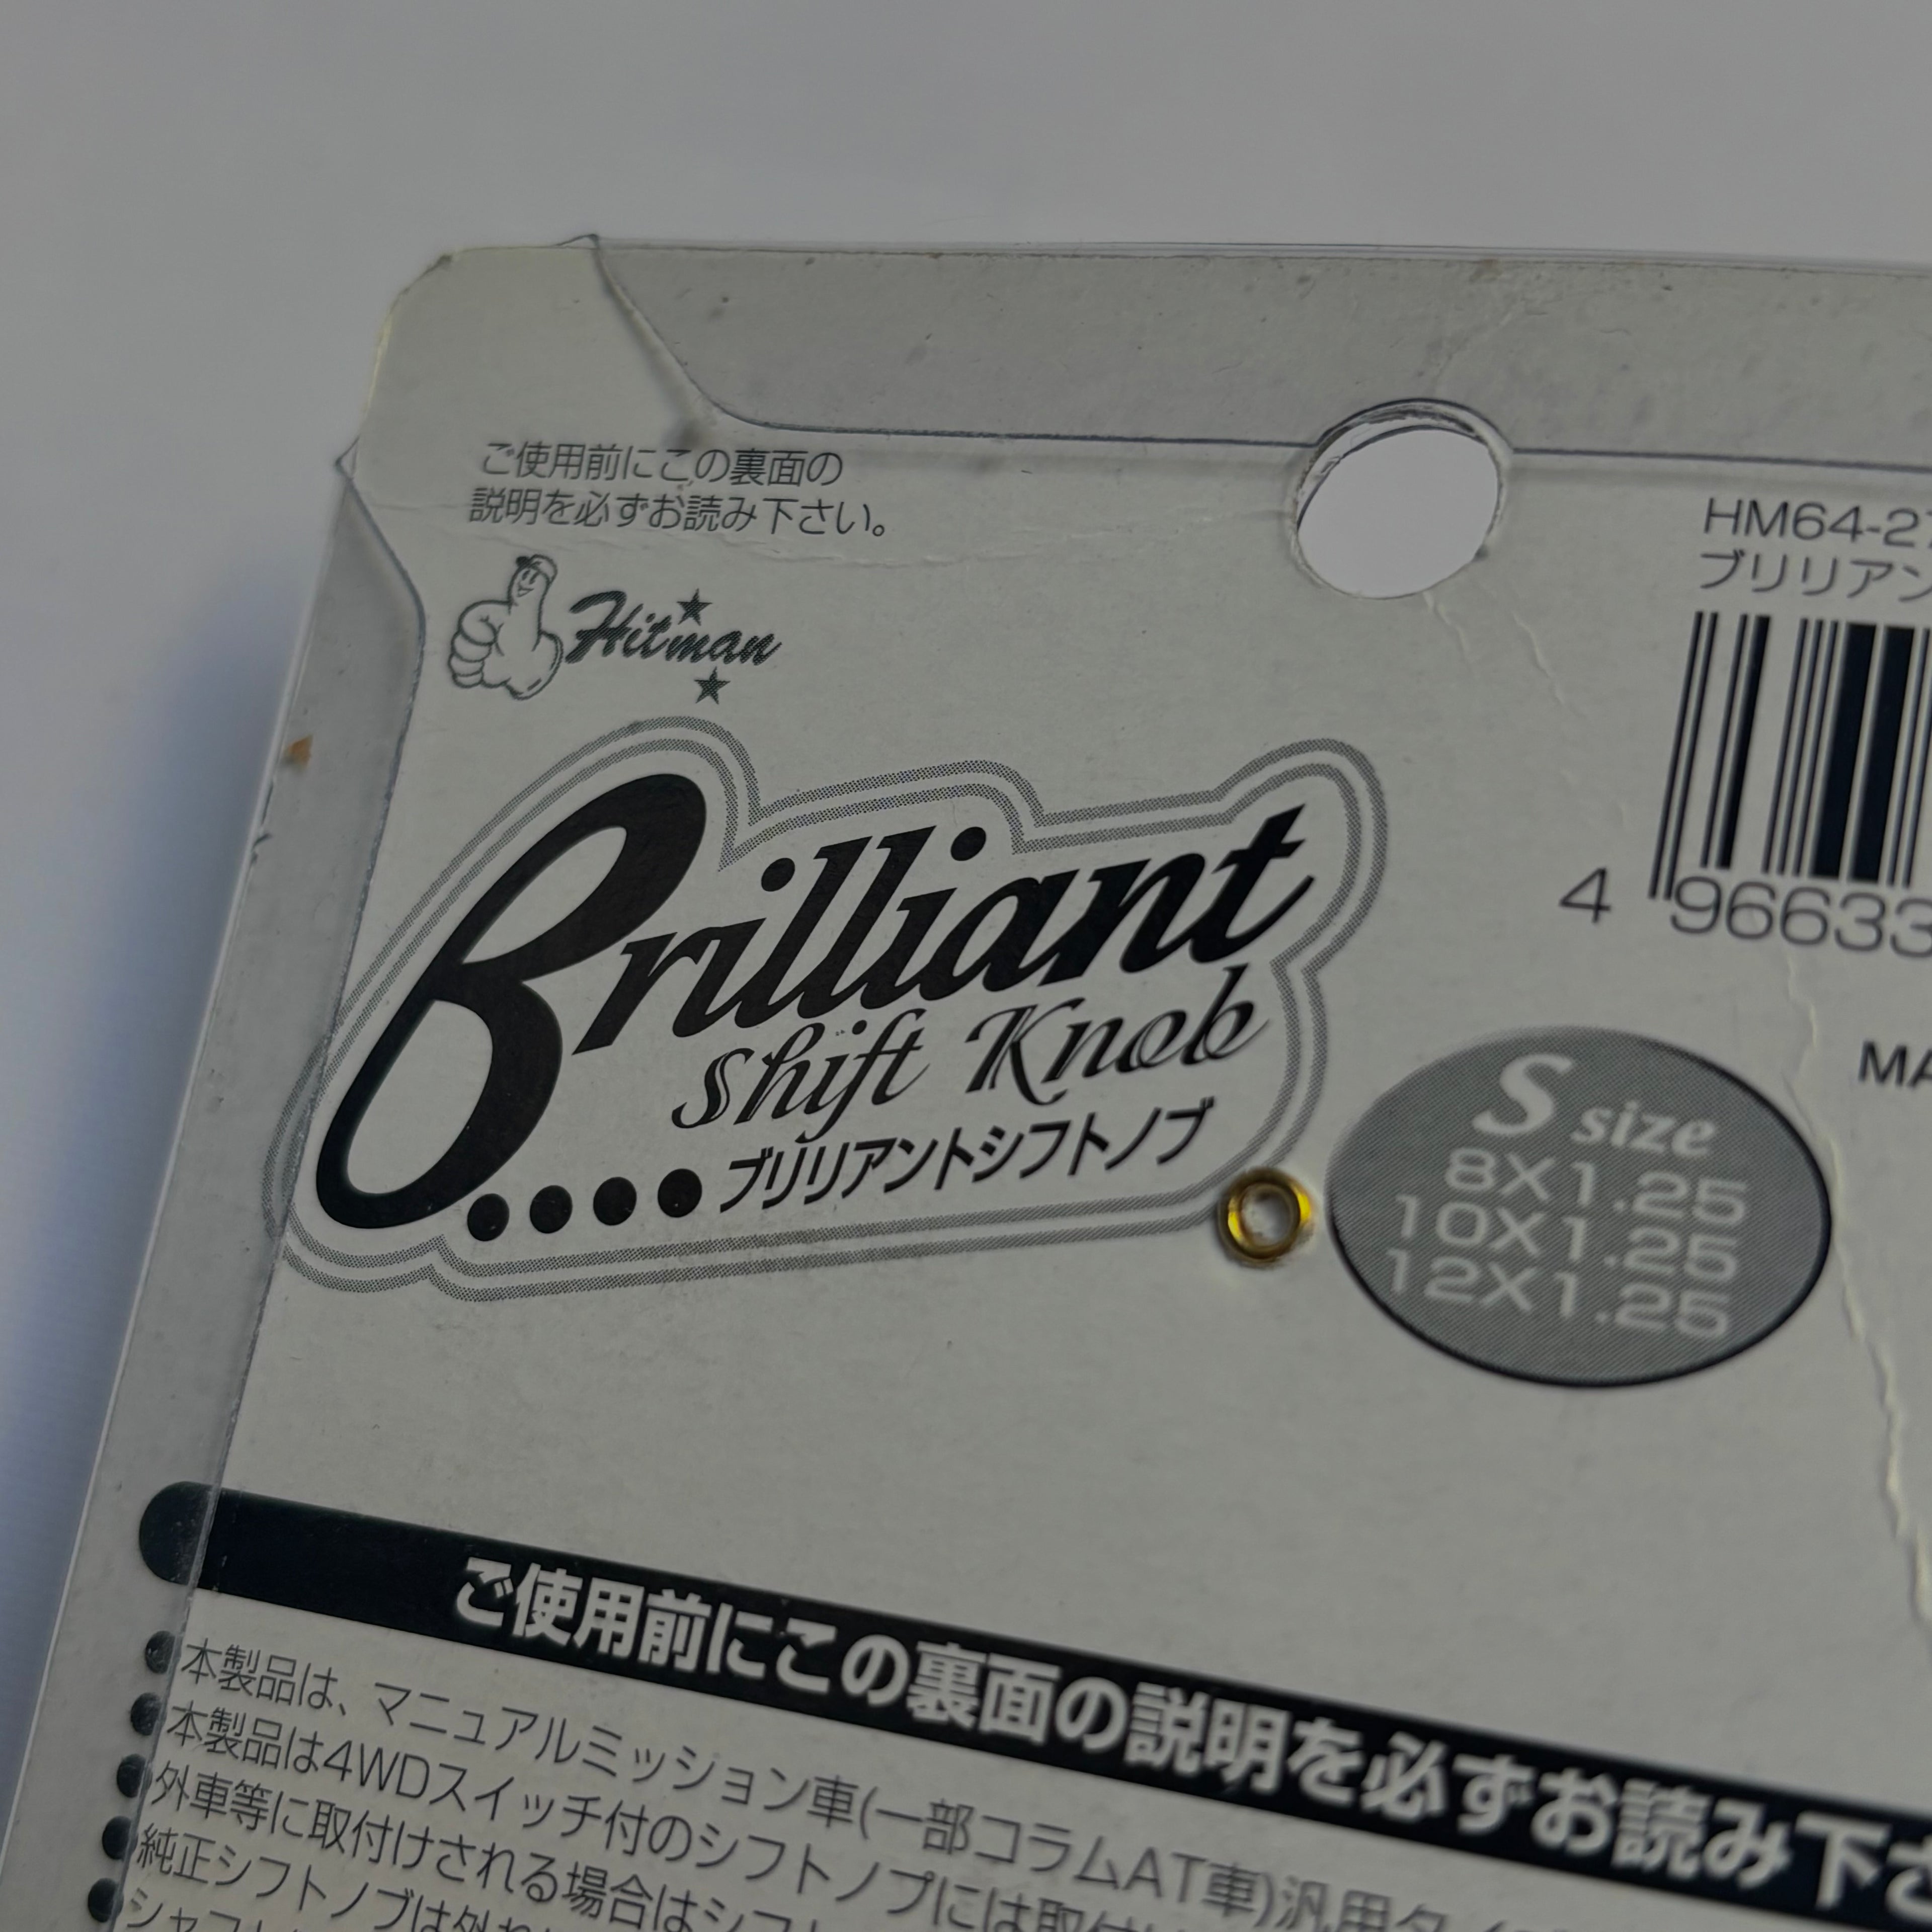 ご使用前にこの裏面の
説明を必ずお読み下さい。
Hitman
HM64-27
ブリリアン
4 96633
Brilliant
Shift Knob
ブリリアントシフトノブ
MA
S size
8X1.25
10X1.25
12X1.25
ご使用前にこの裏面の説明を必ずお読み下さ
本製品は、マニュアルミッション車(一部コラムAT車)汎用タイ
本製品は4WDスイッチ付のシフトノブには取付け
外車等に取付けされる場合はシフ
純正シフトノブは外れ
シャフト